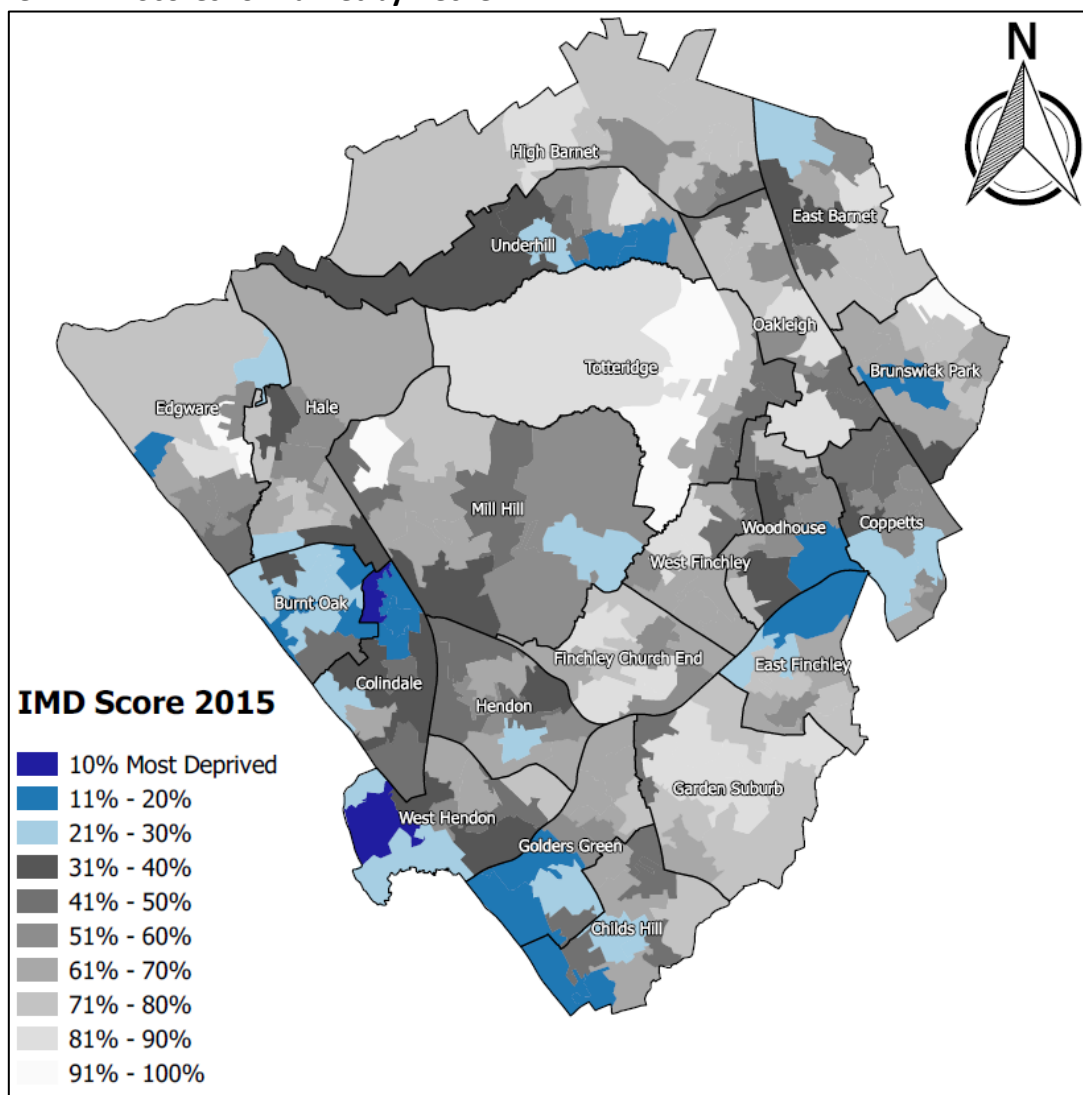 N
High Barnet
East Barnet
Underhill
Oakleigh
Totteridge
Brunswick Park
Edgware
Hale
Mill Hill
Woodhouse
Coppetts
West Finchley
Burnt Oak
Finchley Church End
East Finchley
Colindale
Hendon
Garden Suburb
West Hendon
Golders Green
Childs Hill
IMD Score 2015
10% Most Deprived
11% - 20%
21% - 30%
31% - 40%
41% - 50%
51% - 60%
61% - 70%
71% - 80%
81% - 90%
91% - 100%